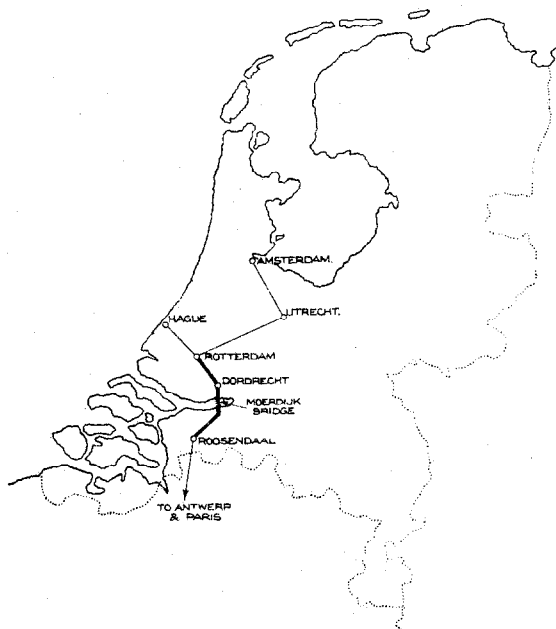 AMSTERDAM.
UTRECHT.
HAGUE
ROTTERDAM
DORDRECHT
MOERDIJK
BRIDGE
ROOSENDAAL
TO ANTWERP
& PARIS